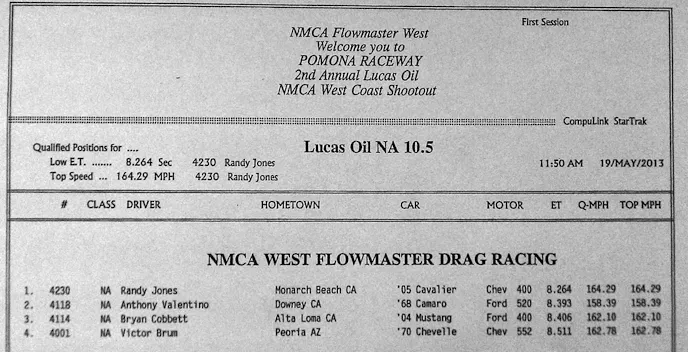 First Session
NMCA Flowmaster West
Welcome you to
POMONA RACEWAY
2nd Annual Lucas Oil
NMCA West Coast Shootout
CompuLink StarTrak
Qualified Positions for .... Lucas Oil NA 10.5
Low E.T. ....... 8.264 Sec 4230 Randy Jones 11:50 AM 19/MAY/2013
Top Speed ... 164.29 MPH 4230 Randy Jones
# CLASS DRIVER HOMETOWN CAR MOTOR ET Q-MPH TOP MPH
NMCA WEST FLOWMASTER DRAG RACING
1. 4230 NA Randy Jones Monarch Beach CA '05 Cavalier Chev 400 8.264 164.29 164.29
2. 4118 NA Anthony Valentino Downey CA '68 Camaro Ford 520 8.393 158.39 158.39
3. 4114 NA Bryan Cobbett Alta Loma CA '04 Mustang Ford 400 8.406 162.10 162.10
4. 4001 NA Victor Brum Peoria AZ '70 Chevelle Chev 552 8.511 162.78 162.78